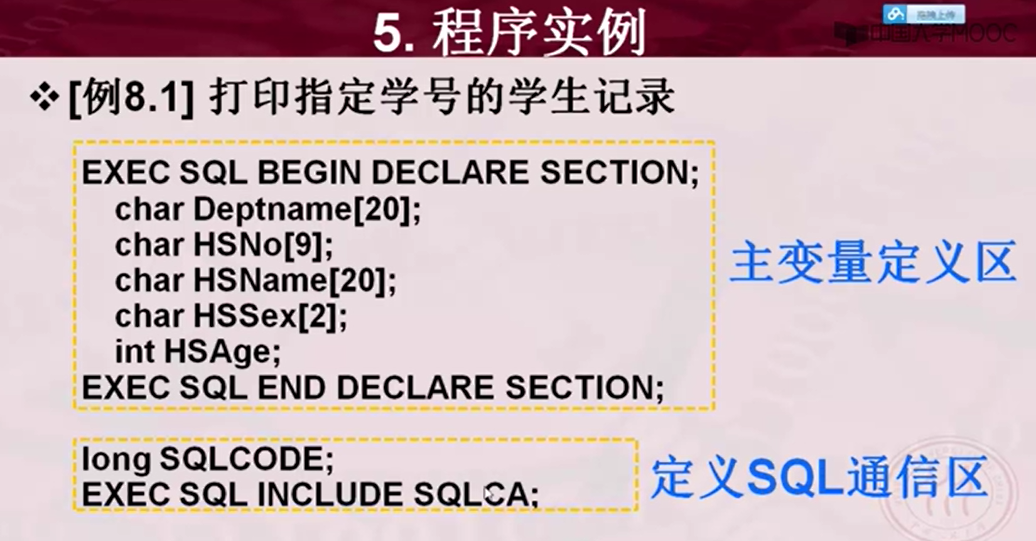 5. 程序实例
中国大学MOOC
❖[例8.1] 打印指定学号的学生记录
EXEC SQL BEGIN DECLARE SECTION;
char Deptname[20];
char HSNo[9];
char HSName[20];
char HSSex[2];
int HSAge;
EXEC SQL END DECLARE SECTION;
主变量定义区
long SQLCODE;
EXEC SQL INCLUDE SQLCA;
定义SQL通信区